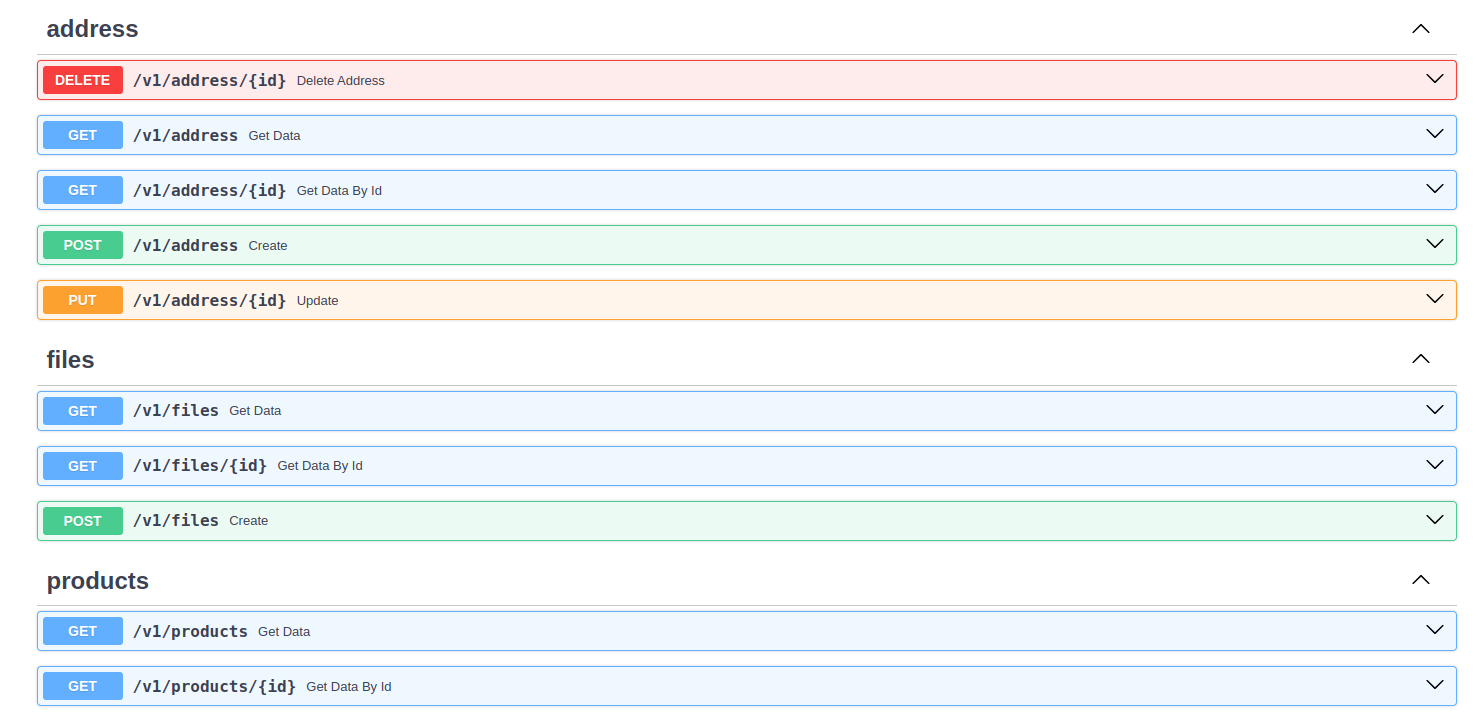 address
DELETE /v1/address/{id} Delete Address
GET /v1/address Get Data
GET /v1/address/{id} Get Data By Id
POST /v1/address Create
PUT /v1/address/{id} Update
files
GET /v1/files Get Data
GET /v1/files/{id} Get Data By Id
POST /v1/files Create
products
GET /v1/products Get Data
GET /v1/products/{id} Get Data By Id